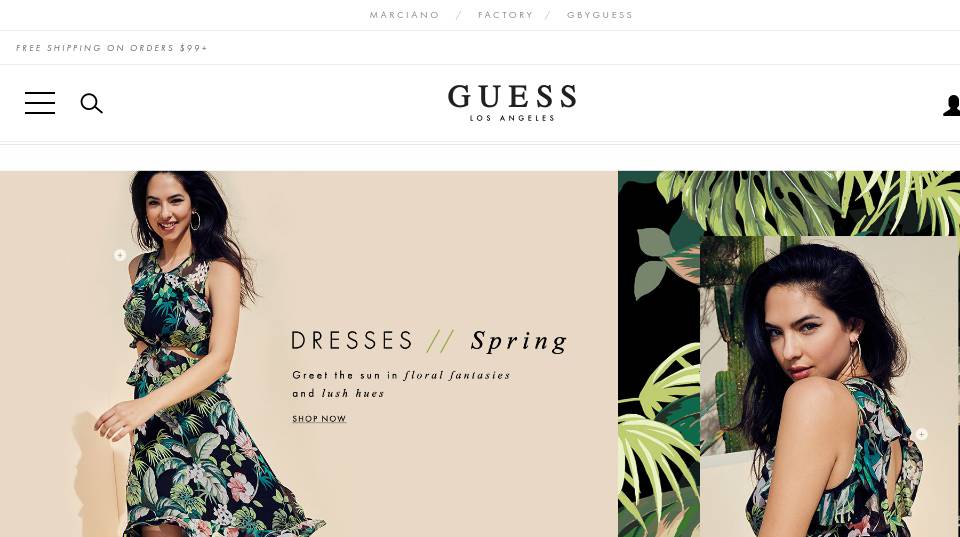 MARCIANO / FACTORY / GBYGUESS
FREE SHIPPING ON ORDERS $99+
GUESS
LOS ANGELES
DRESSES // Spring
Greet the sun in floral fantasies
and lush hues
SHOP NOW